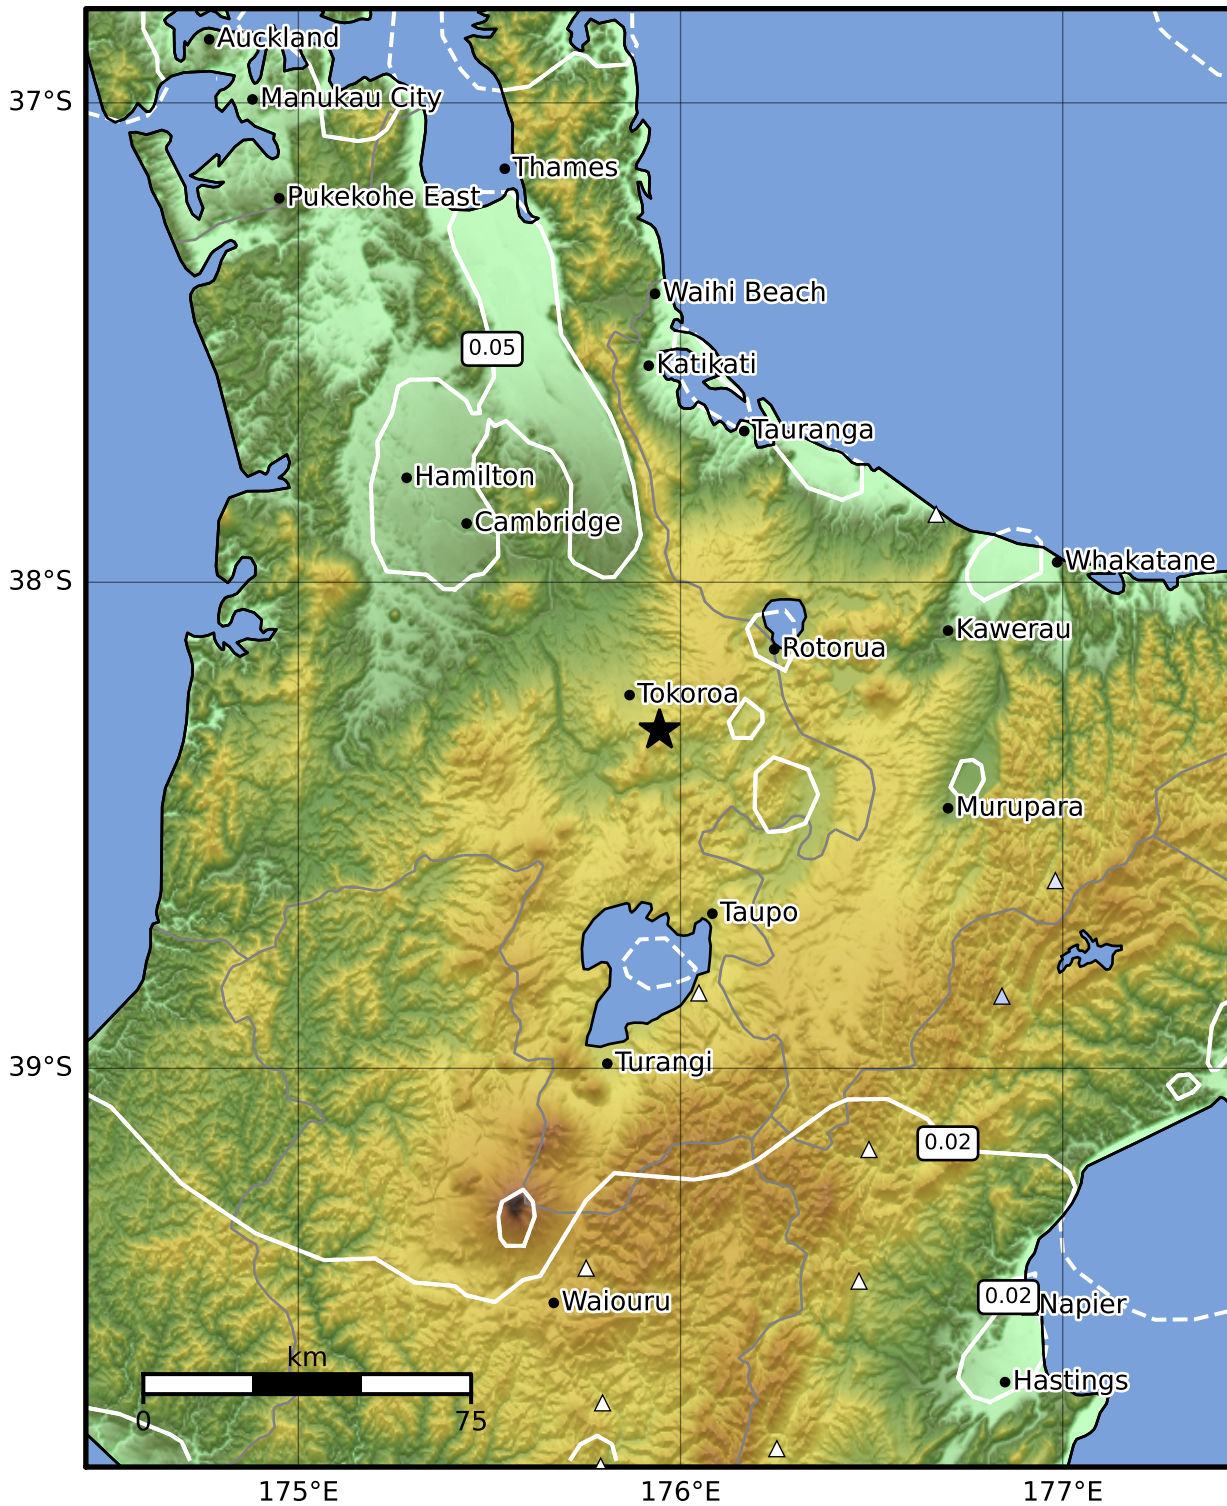 Auckland
37°S
Manukau City
Thames
Pukekohe East
Waihi Beach
0.05
Katikati
Tauranga
Hamilton
Cambridge
Whakatane
38°S
Kawerau
Rotorua
Tokoroa
Murupara
Taupo
Turangi
39°S
0.02
0.02
Napier
Waiouru
km
Hastings
0
75
175°E
176°E
177°E